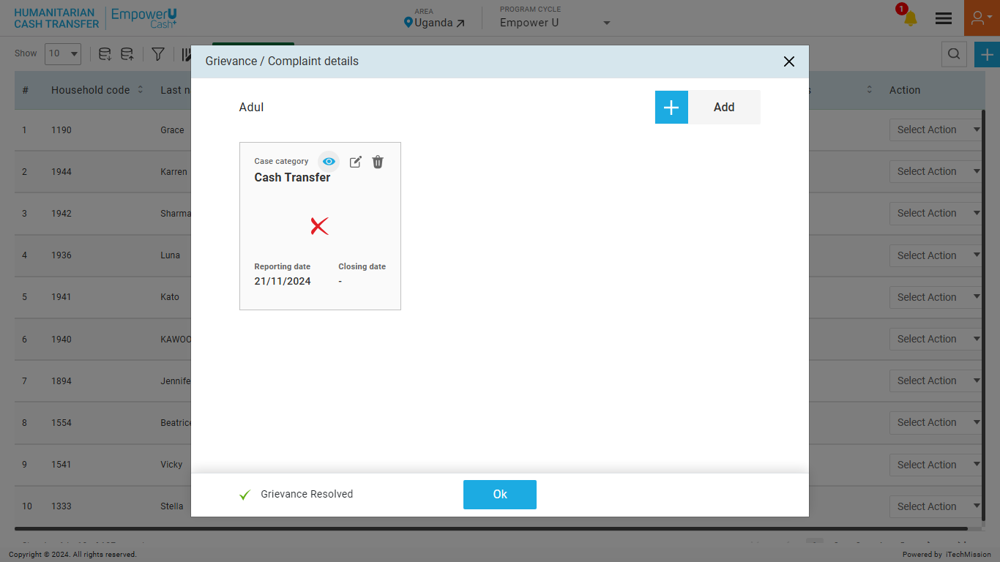 HUMANITARIAN
CASH TRANSFER
EmpowerU
Cash+
AREA
Uganda
PROGRAM CYCLE
Empower U
1
Show
10
Grievance / Complaint details
# Household code Last n
Action
Adul
Add
1 1190 Grace Select Action
2 1944 Karren Select Action
3 1942 Sharma Select Action
4 1936 Luna Select Action
5 1941 Kato Select Action
6 1940 KAWOO Select Action
7 1894 Jennife Select Action
8 1554 Beatrice Select Action
9 1541 Vicky Select Action
10 1333 Stella Select Action
Case category
Cash Transfer
Reporting date Closing date
21/11/2024 -
Grievance Resolved
Ok
Copyright © 2024. All rights reserved.
Powered by iTechMission